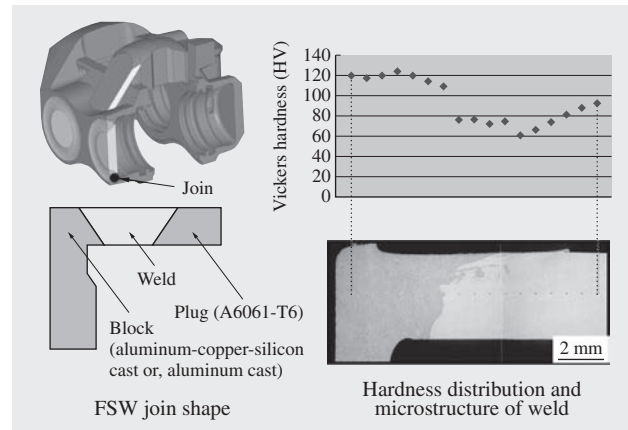 Join
Weld
Plug (A6061-T6)
Block
(aluminum-copper-silicon
cast or, aluminum cast)
FSW join shape
Vickers hardness (HV)
140
120
100
80
60
40
20
0
2 mm
Hardness distribution and
microstructure of weld